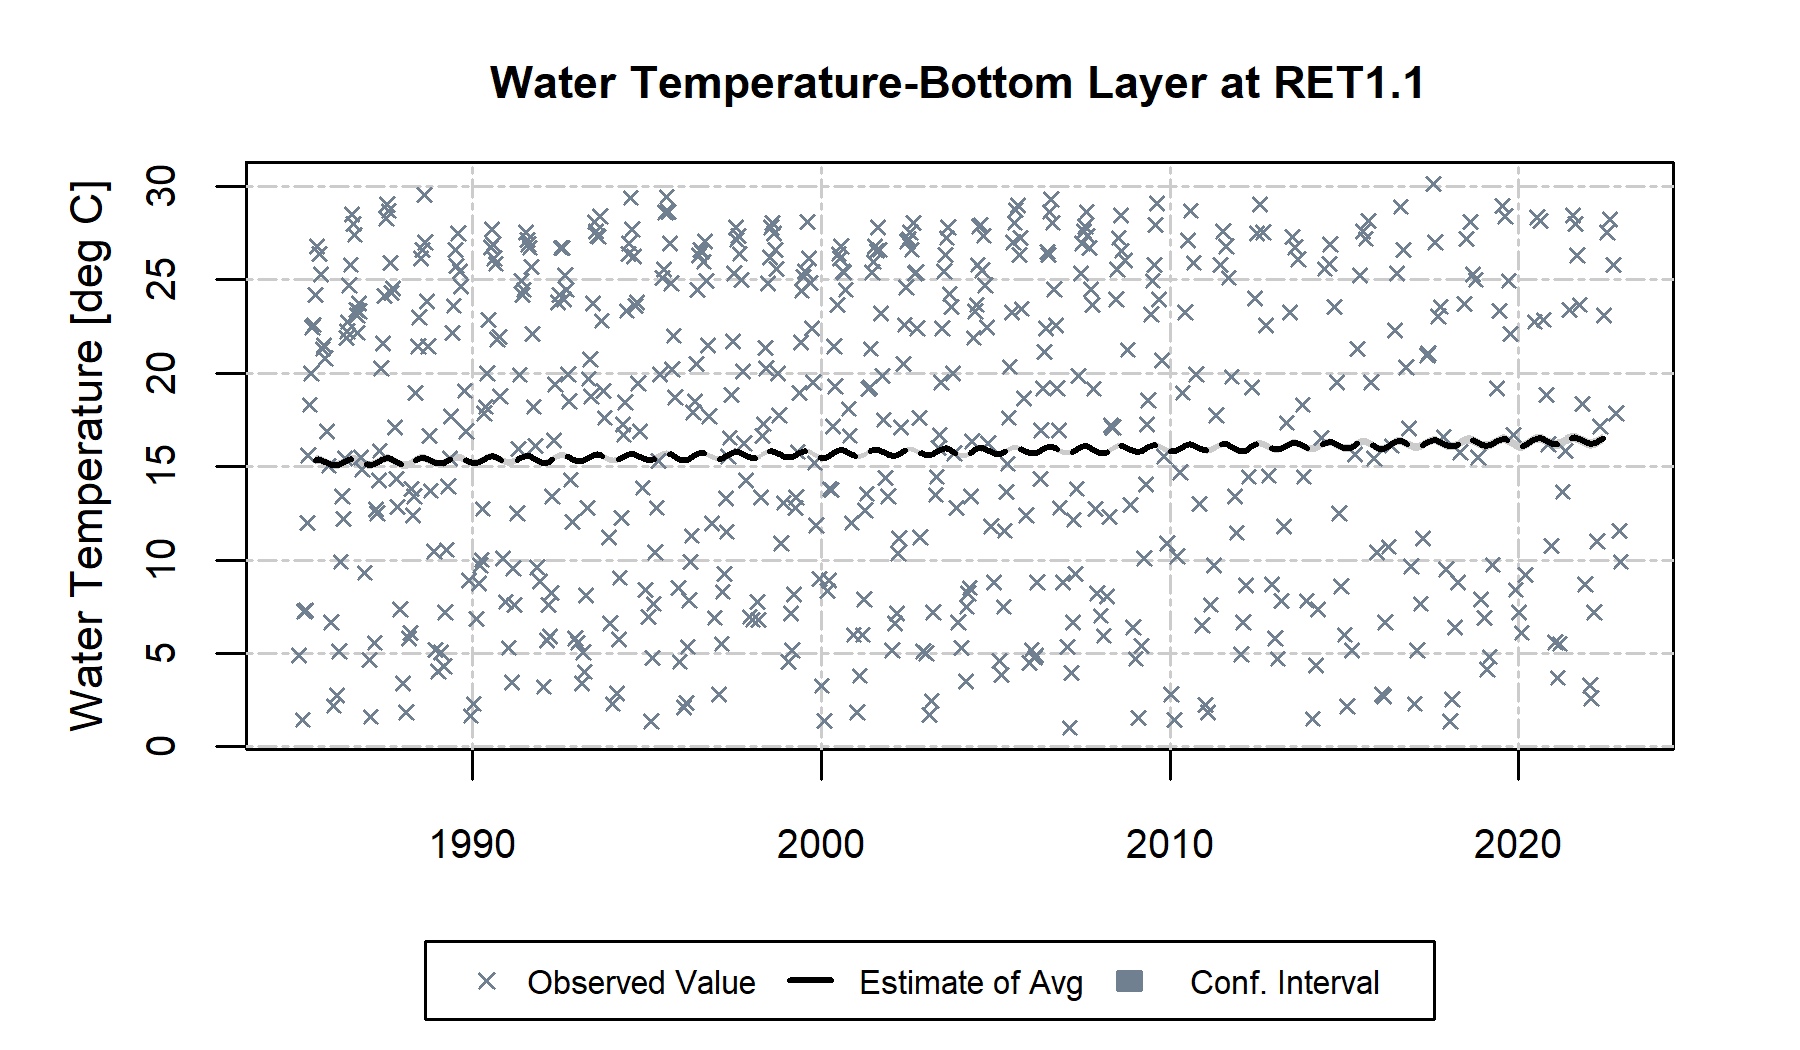 Water Temperature-Bottom Layer at RET1.1
Water Temperature [deg C]
30
25
20
15
10
5
0
1990 2000 2010 2020
Observed Value Estimate of Avg Conf. Interval